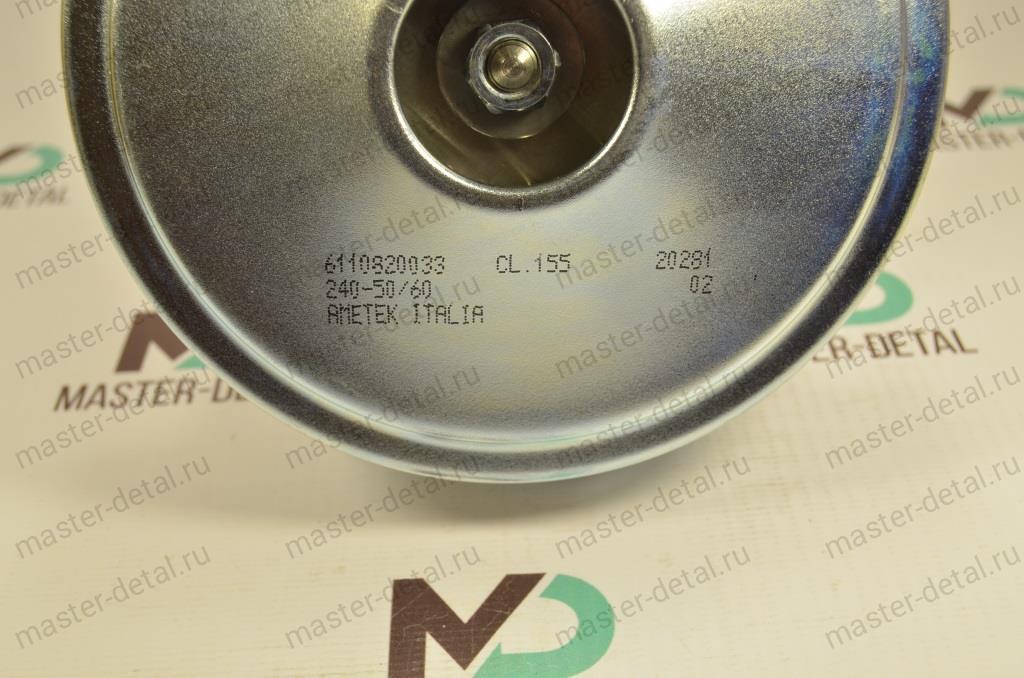 6110820033 CL.155 20281
240-50/60 02
AMETEK ITALIA
MASTER-DETAL
master-detal.ru